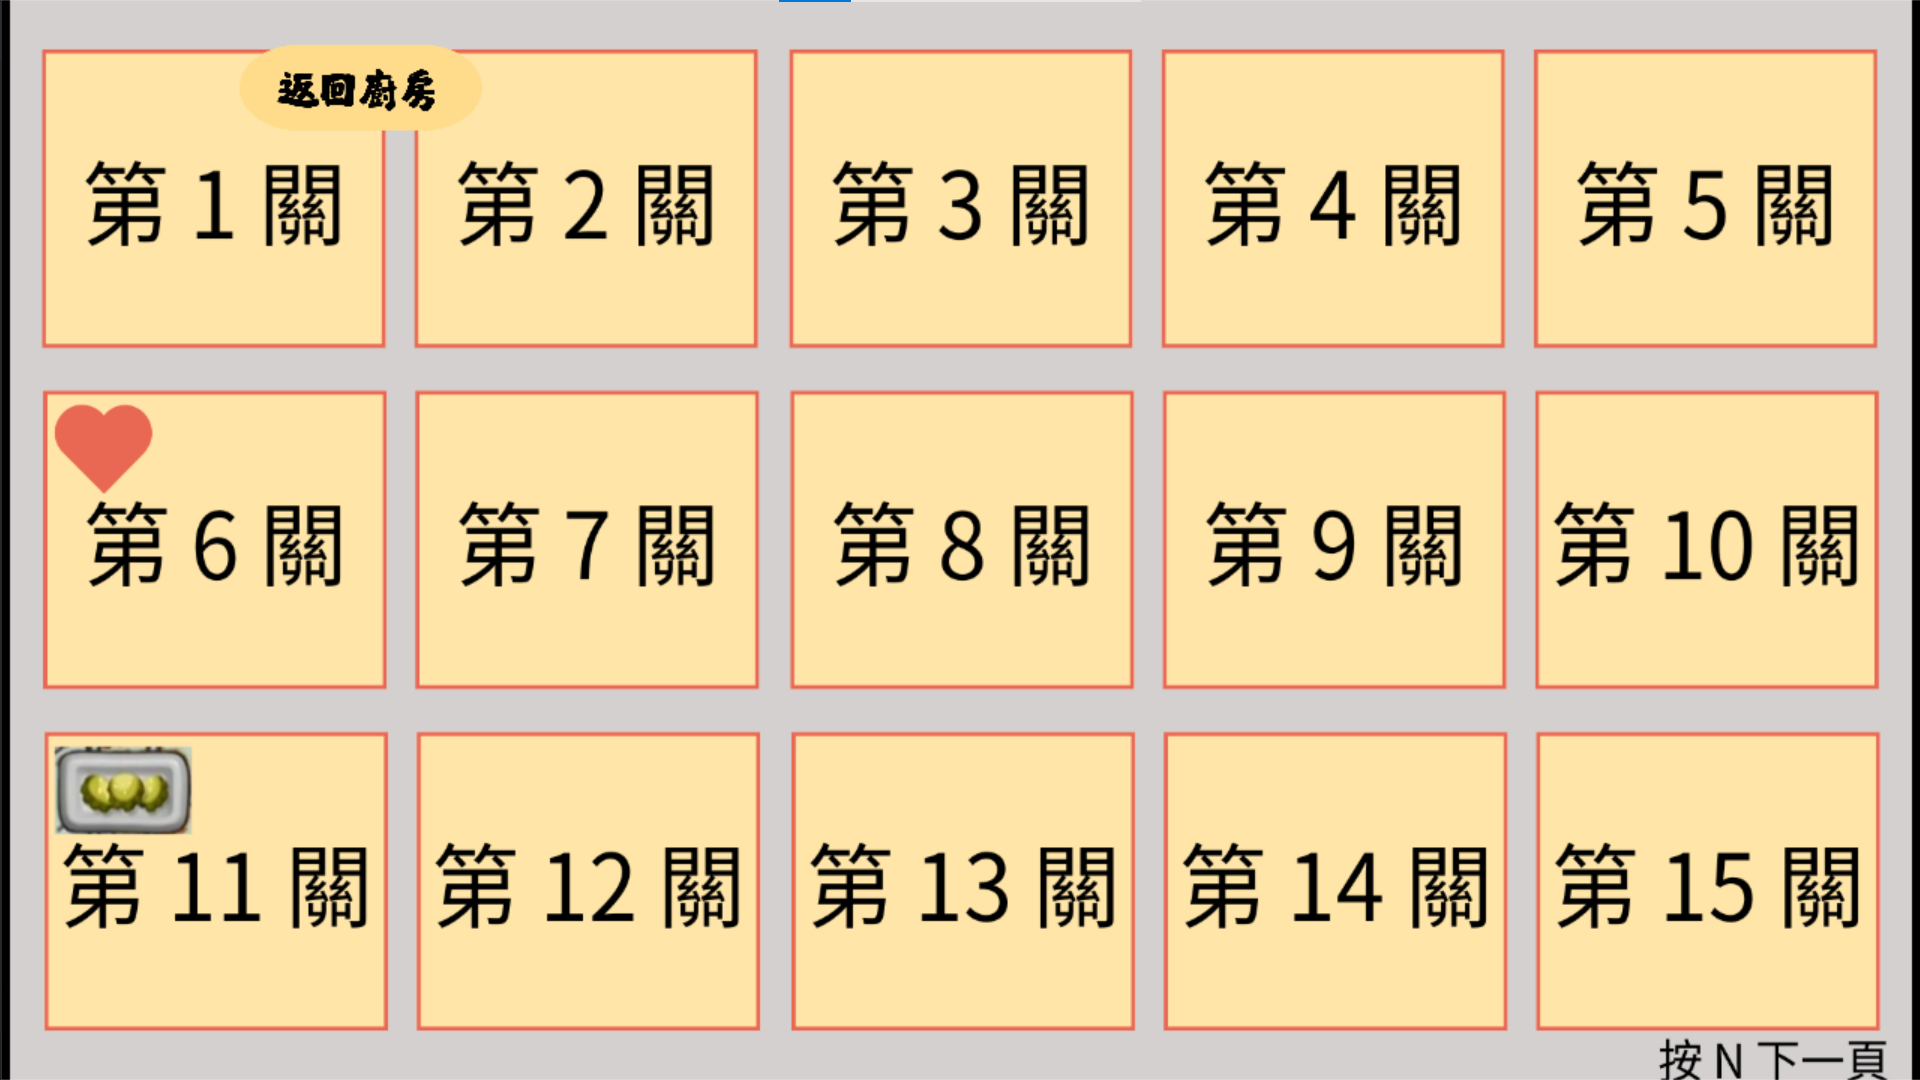 返回廚房
第 1 關
第 2 關
第 3 關
第 4 關
第 5 關
第 6 關
第 7 關
第 8 關
第 9 關
第 10 關
第 11 關
第 12 關
第 13 關
第 14 關
第 15 關
按 N 下一頁